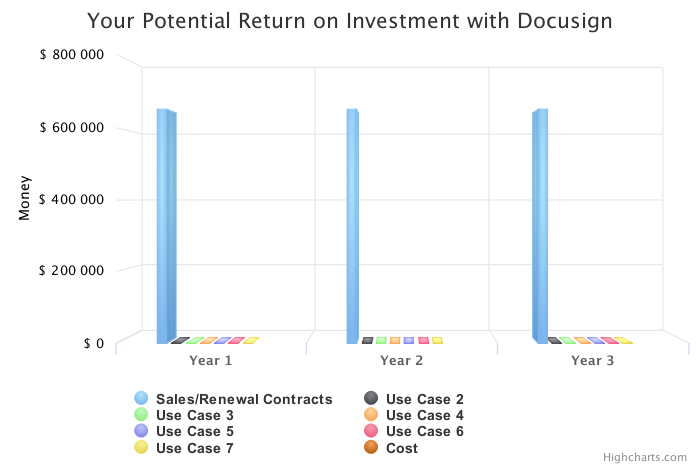 Your Potential Return on Investment with Docusign
$ 800 000
$ 600 000
$ 400 000
$ 200 000
$ 0
Money
Year 1
Year 2
Year 3
Sales/Renewal Contracts
Use Case 2
Use Case 3
Use Case 4
Use Case 5
Use Case 6
Use Case 7
Cost
Highcharts.com